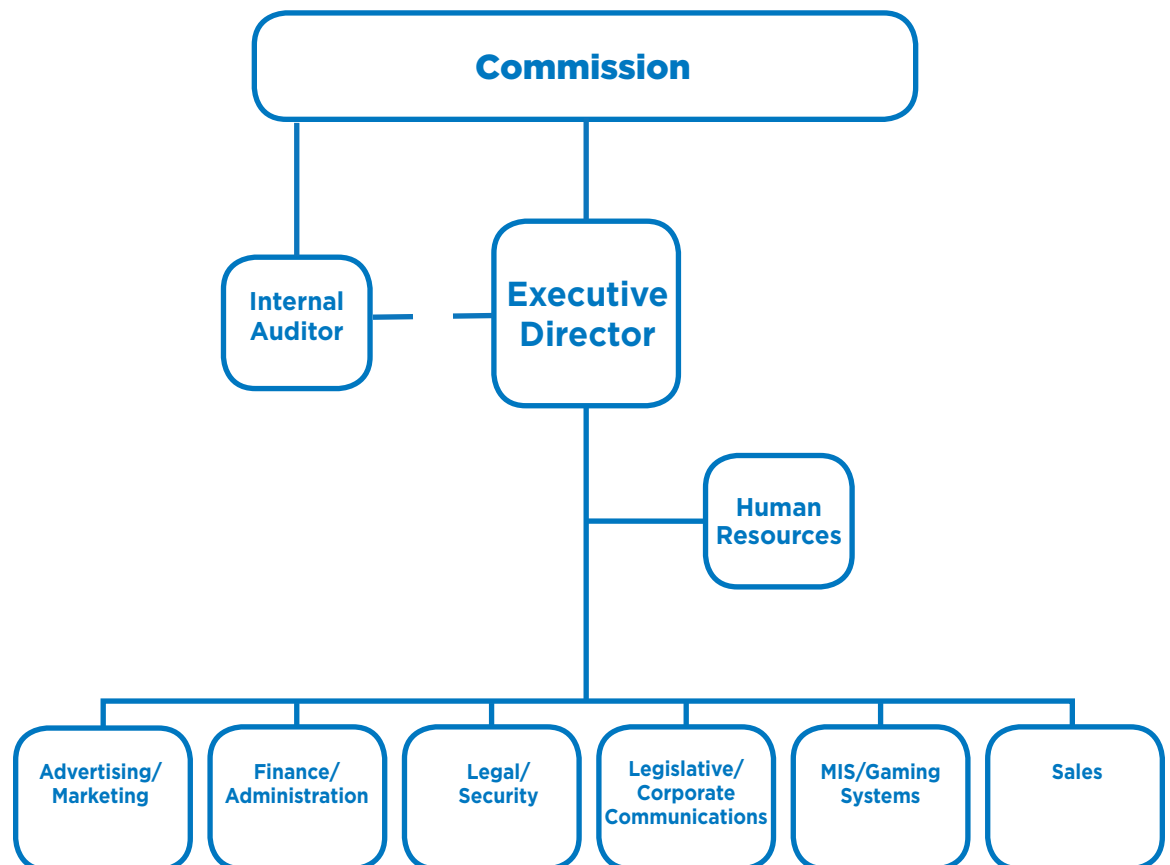 Commission
Internal
Auditor
Executive
Director
Human
Resources
Advertising/
Marketing
Finance/
Administration
Legal/
Security
Legislative/
Corporate
Communications
MIS/Gaming
Systems
Sales